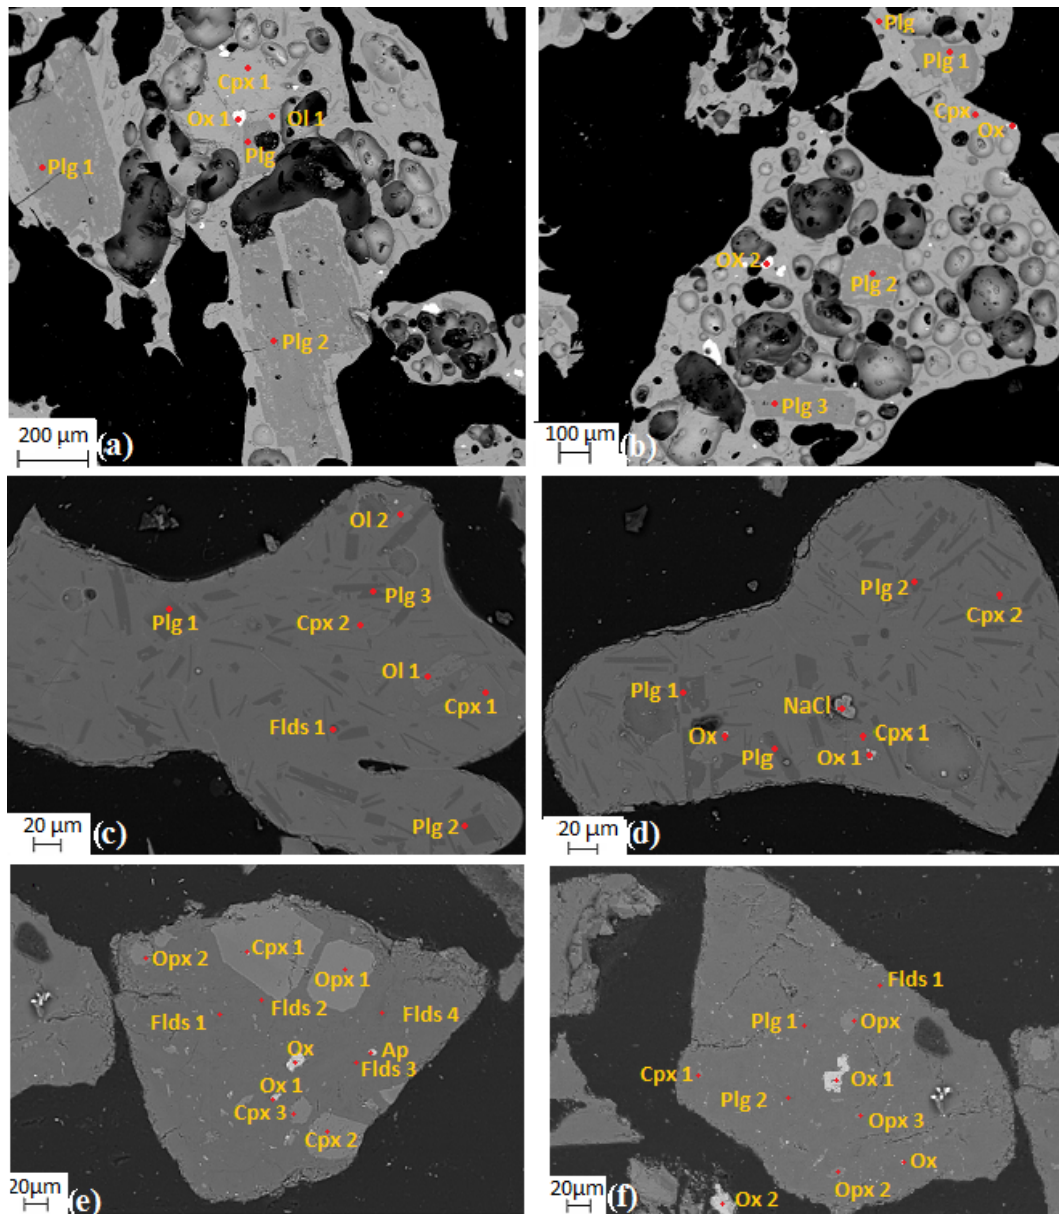 Cpx 1
Ox 1
Ol 1
Plg
Plg 1
Plg 2
200 μm
(a)
Plg
Plg 1
Cpx
Ox
OX 2
Plg 2
Plg 3
100 μm
(b)
Ol 2
Plg 3
Plg 1
Cpx 2
Ol 1
Cpx 1
Flds 1
Plg 2
20 μm
(c)
Plg 2
Cpx 2
Plg 1
NaCl
Ox
Plg
Cpx 1
Ox 1
20 μm
(d)
Cpx 1
Opx 2
Opx 1
Flds 2
Flds 1
Flds 4
Ox
Ap
Flds 3
Ox 1
Cpx 3
Cpx 2
20μm
(e)
Flds 1
Plg 1
Opx
Cpx 1
Ox 1
Plg 2
Opx 3
Ox
Opx 2
Ox 2
20μm
(f)